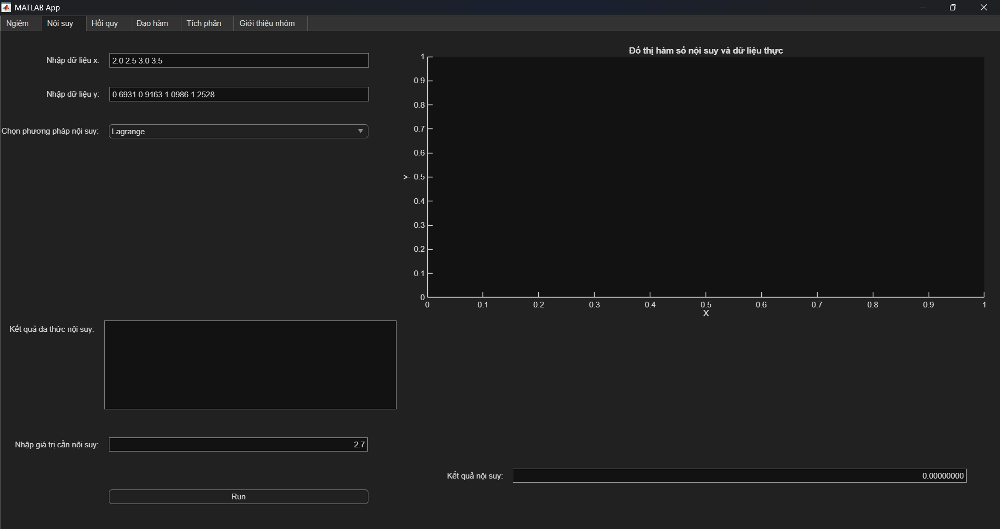 MATLAB App
Ngiệm Nội suy Hồi quy Đạo hàm Tích phân Giới thiệu nhóm
Nhập dữ liệu x: 2.0 2.5 3.0 3.5
Nhập dữ liệu y: 0.6931 0.9163 1.0986 1.2528
Chọn phương pháp nội suy: Lagrange
Đồ thị hàm số nội suy và dữ liệu thực
1
0.9
0.8
0.7
0.6
Y 0.5
0.4
0.3
0.2
0.1
0
0 0.1 0.2 0.3 0.4 0.5 0.6 0.7 0.8 0.9 1
X
Kết quả đa thức nội suy:
Nhập giá trị cần nội suy: 2.7
Kết quả nội suy: 0.00000000
Run